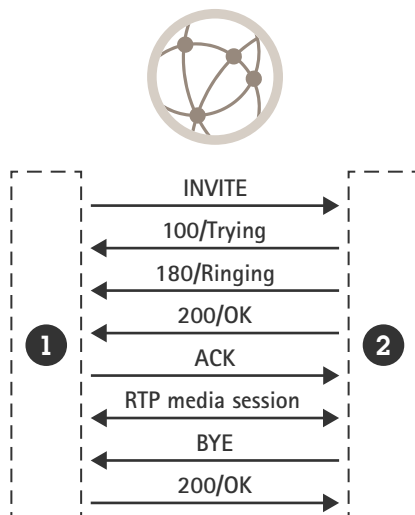 INVITE
100/Trying
180/Ringing
200/OK
1
2
ACK
RTP media session
BYE
200/OK